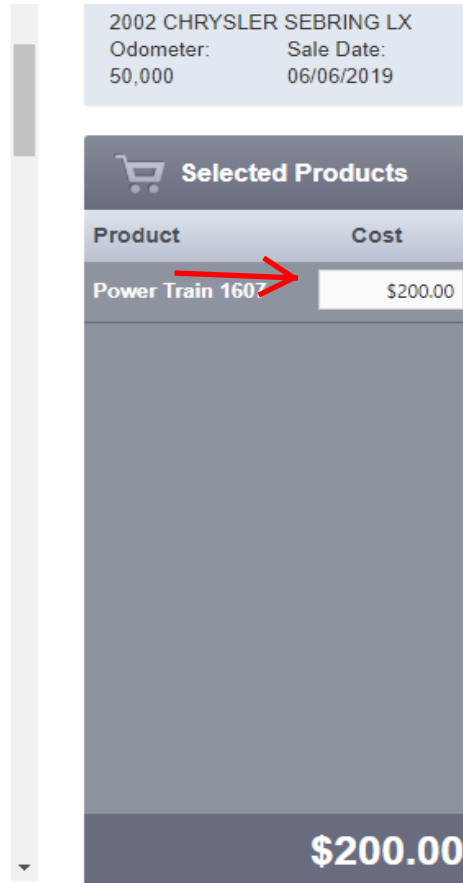 2002 CHRYSLER SEBRING LX
Odometer: Sale Date:
50,000 06/06/2019
Selected Products
Product Cost
Power Train 1607 $200.00
$200.00